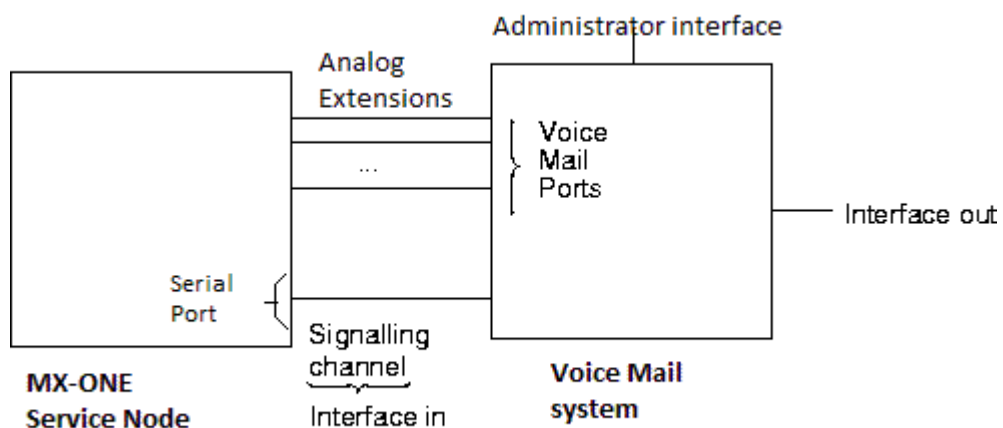 Administrator interface
Analog
Extensions
Voice
Mail
Ports
...
Interface out
Serial
Port
Signalling
channel
Interface in
MX-ONE
Service Node
Voice Mail
system